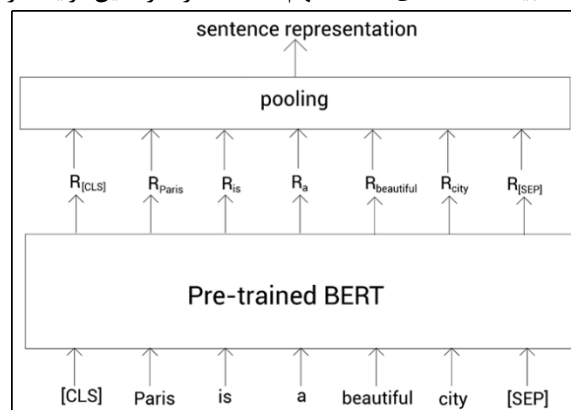 sentence representation
pooling
R[CLS] RParis Ris Ra Rbeautiful Rcity R[SEP]
Pre-trained BERT
[CLS] Paris is a beautiful city [SEP]